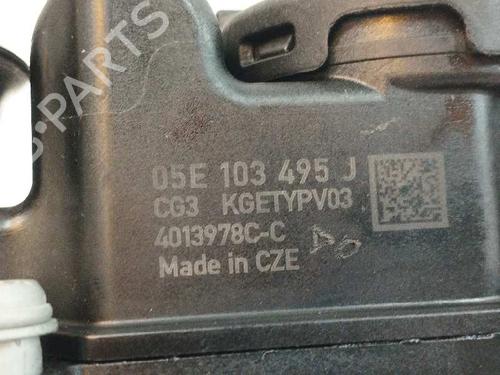 B-PARTS
05E 103 495 J
CG3 KGETYPV03
4013978C-C
Made in CZE